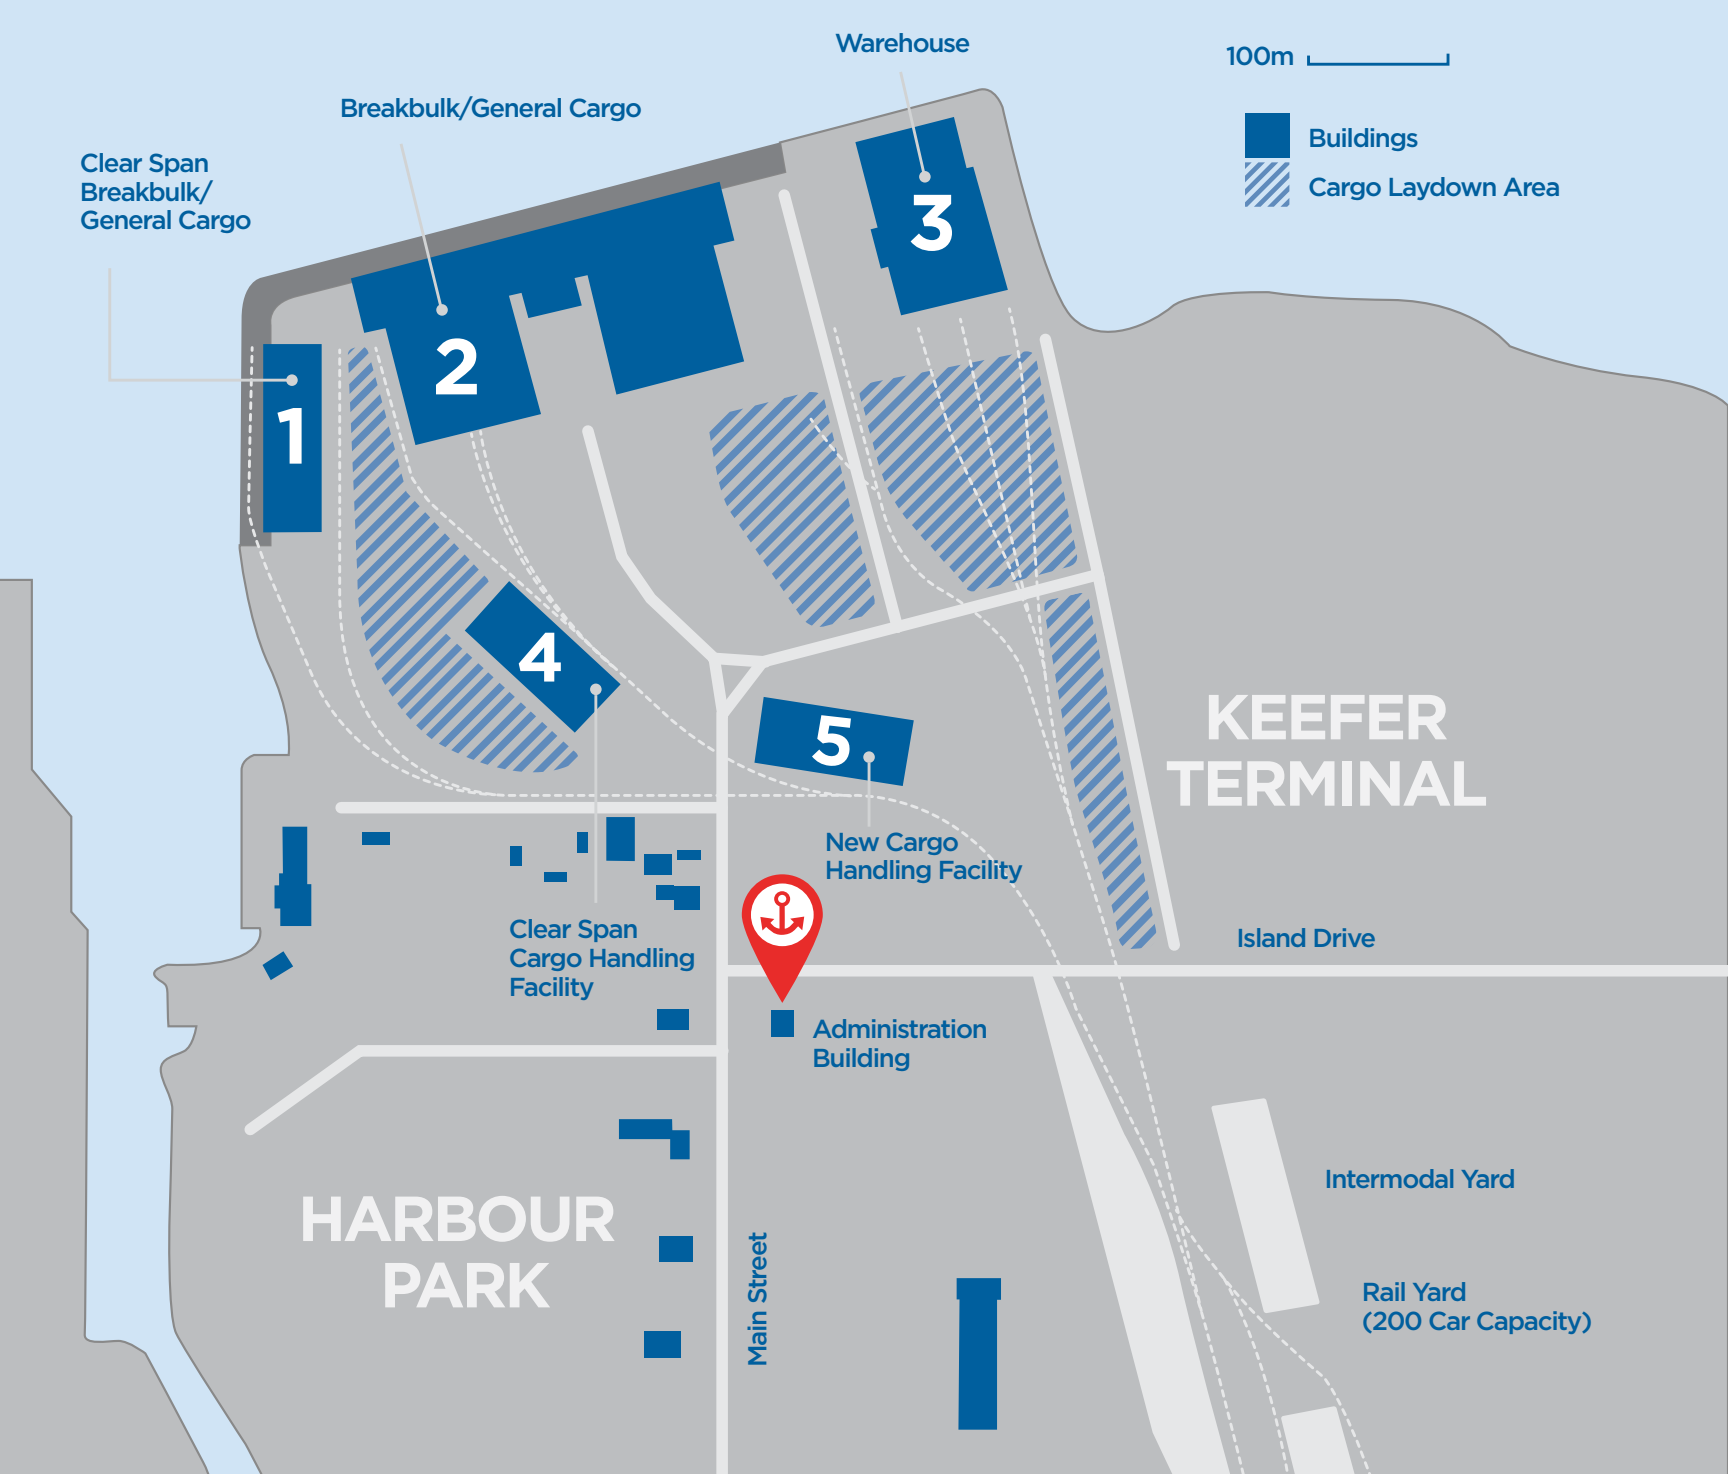 Warehouse
100m
Breakbulk/General Cargo
Buildings
Clear Span
Breakbulk/
General Cargo
Cargo Laydown Area
3
2
1
4
5
KEEFER
TERMINAL
New Cargo
Handling Facility
Clear Span
Cargo Handling
Facility
Island Drive
Administration
Building
Intermodal Yard
HARBOUR
PARK
Main Street
Rail Yard
(200 Car Capacity)